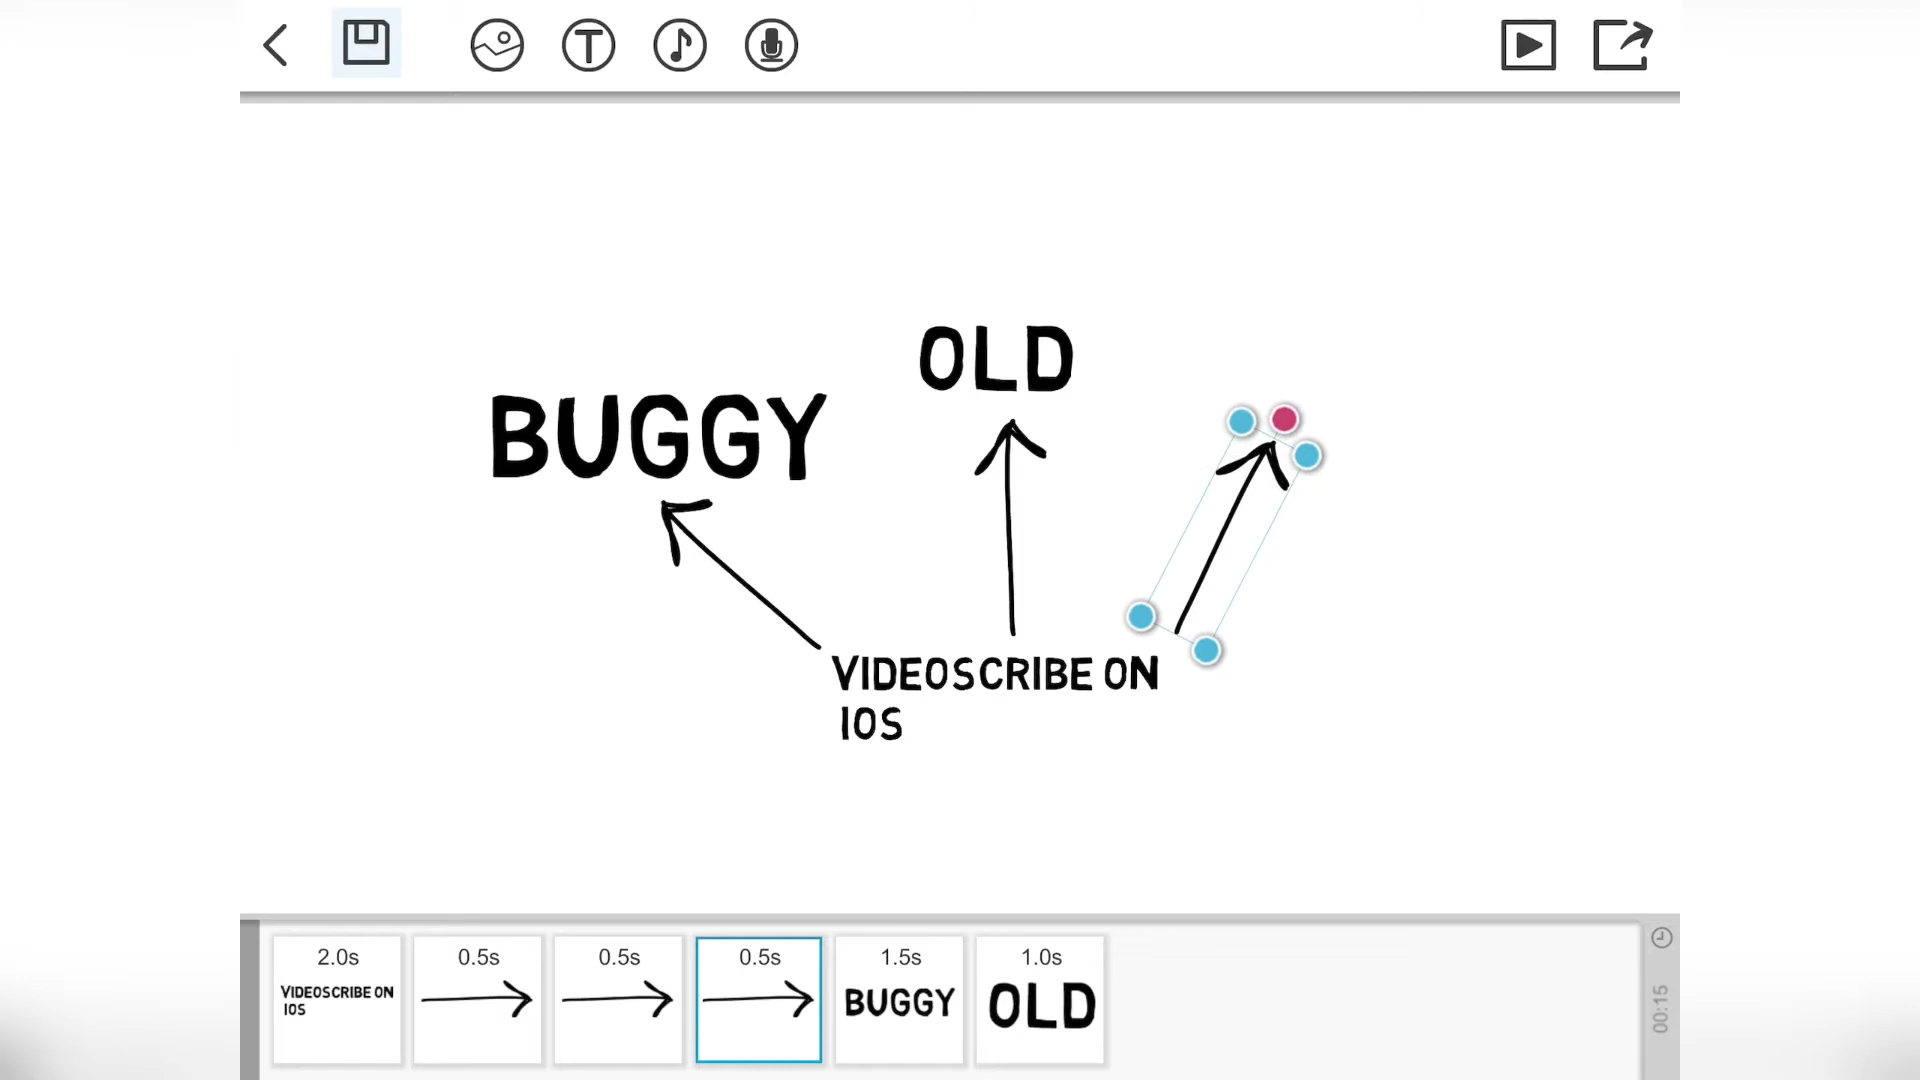 OLD
BUGGY
VIDEOSCRIBE ON
IOS
2.0s
0.5s
0.5s
0.5s
1.5s
1.0s
VIDEOSCRIBE ON
IOS
BUGGY
OLD
00:15